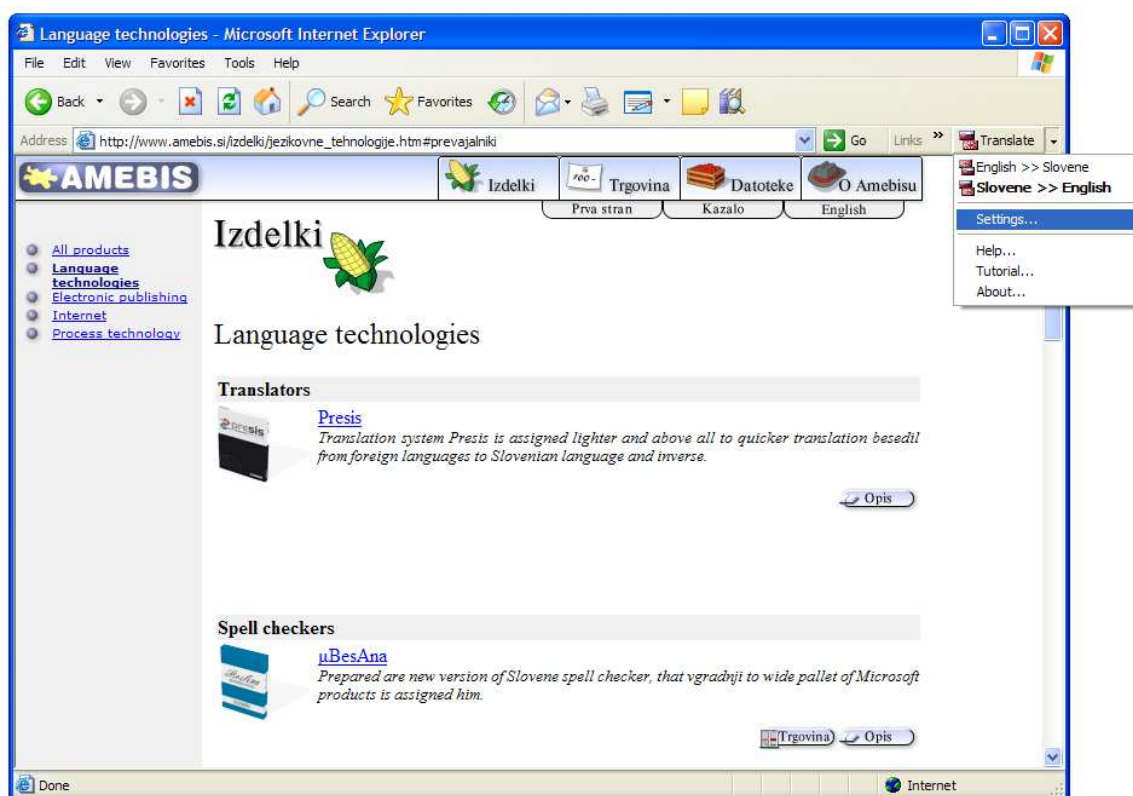 Language technologies - Microsoft Internet Explorer
File Edit View Favorites Tools Help
Back Search Favorites
Address http://www.amebis.si/izdelki/jezikovne_tehnologije.htm#prevajalniki Go Links » Translate
English >> Slovene
Slovene >> English
Settings...
Help...
Tutorial...
About...
AMEBIS Izdelki Trgovina Datoteke O Amebisu
Prva stran Kazalo English
All products
Language
technologies
Electronic publishing
Internet
Process technology
Izdelki
Language technologies
Translators
presis
Presis
Translation system Presis is assigned lighter and above all to quicker translation besedil
from foreign languages to Slovenian language and inverse.
Opis
Spell checkers
BesAna
µBesAna
Prepared are new version of Slovene spell checker, that vgradnji to wide pallet of Microsoft
products is assigned him.
Trgovina Opis
Done Internet